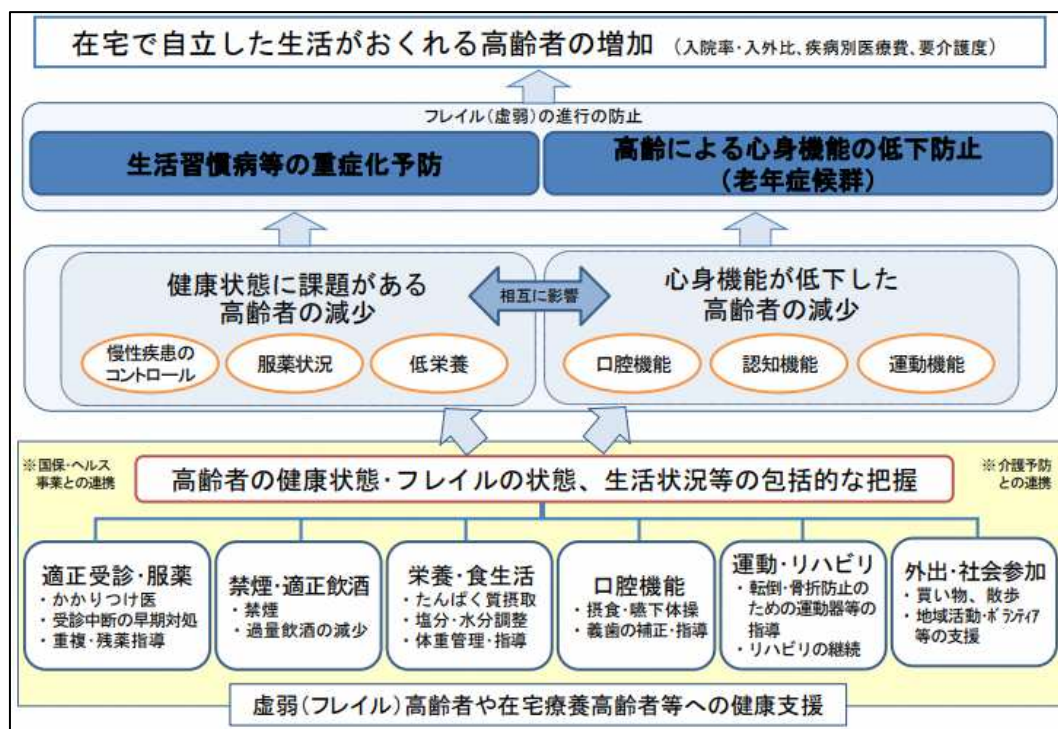 在宅で自立した生活がおくれる高齢者の増加 (入院率・入外比、疾病別医療費、要介護度)
フレイル(虚弱)の進行の防止
生活習慣病等の重症化予防
高齢による心身機能の低下防止
(老年症候群)
健康状態に課題がある
高齢者の減少
相互に影響
心身機能が低下した
高齢者の減少
慢性疾患の
コントロール
服薬状況
低栄養
口腔機能
認知機能
運動機能
※国保・ヘルス
事業との連携
高齢者の健康状態・フレイルの状態、生活状況等の包括的な把握
※介護予防
との連携
適正受診・服薬
・かかりつけ医
・受診中断の早期対処
・重複・残薬指導
禁煙・適正飲酒
・禁煙
・過量飲酒の減少
栄養・食生活
・たんぱく質摂取
・塩分・水分調整
・体重管理・指導
口腔機能
・摂食・嚥下体操
・義歯の補正・指導
運動・リハビリ
・転倒・骨折防止の
ための運動器等の
指導
・リハビリの継続
外出・社会参加
・買い物、散歩
・地域活動・ボランティア
等の支援
虚弱(フレイル)高齢者や在宅療養高齢者等への健康支援